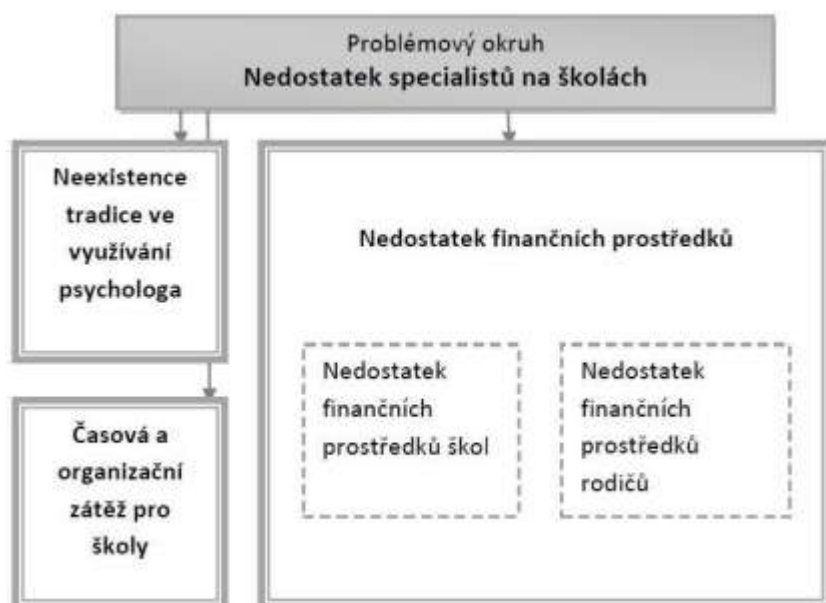 Problémový okruh
Nedostatek specialistů na školách
Neexistence
tradice ve
využívání
psychologa
Nedostatek finančních prostředků
Nedostatek
finančních
prostředků škol
Nedostatek
finančních
prostředků
rodičů
Časová a
organizační
zátěž pro
školy